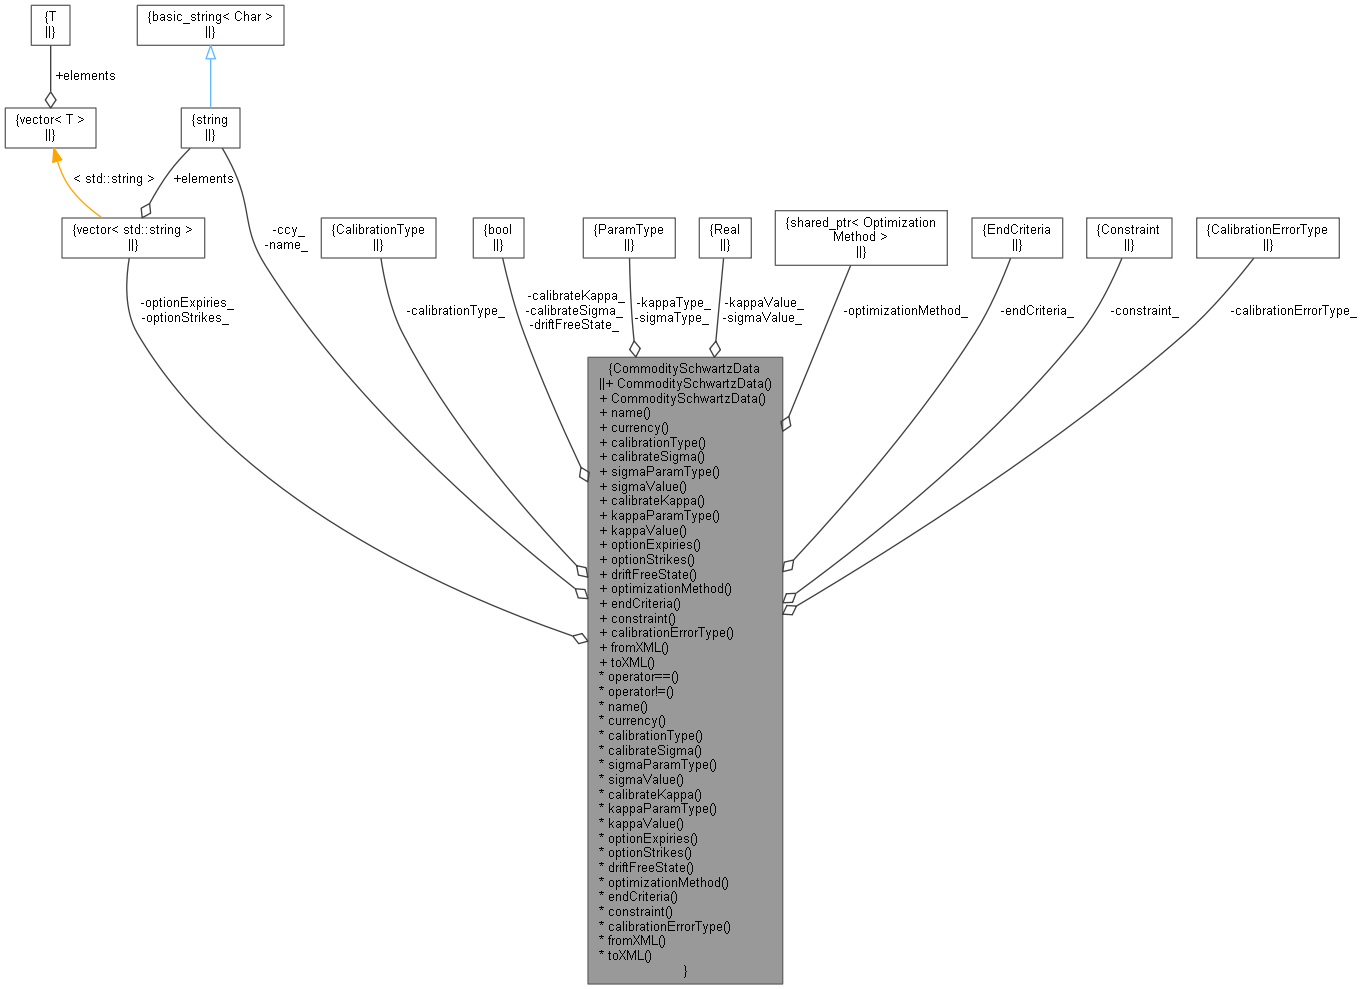 {T
||}
{basic_string< Char >
||}
+elements
{vector< T >
||}
{string
||}
< std::string >
+elements
{vector< std::string >
||}
-ccy_
-name_
{CalibrationType
||}
{bool
||}
{ParamType
||}
{Real
||}
{shared_ptr< Optimization
Method >
||}
{EndCriteria
||}
{Constraint
||}
{CalibrationErrorType
||}
-optionExpiries_
-optionStrikes_
-calibrationType_
-calibrateKappa_
-calibrateSigma_
-driftFreeState_
-kappaType_
-sigmaType_
-kappaValue_
-sigmaValue_
-optimizationMethod_
-endCriteria_
-constraint_
-calibrationErrorType_
{CommoditySchwartzData
||+ CommoditySchwartzData()
+ CommoditySchwartzData()
+ name()
+ currency()
+ calibrationType()
+ calibrateSigma()
+ sigmaParamType()
+ sigmaValue()
+ calibrateKappa()
+ kappaParamType()
+ kappaValue()
+ optionExpiries()
+ optionStrikes()
+ driftFreeState()
+ optimizationMethod()
+ endCriteria()
+ constraint()
+ calibrationErrorType()
+ fromXML()
+ toXML()
* operator==()
* operator!=()
* name()
* currency()
* calibrationType()
* calibrateSigma()
* sigmaParamType()
* sigmaValue()
* calibrateKappa()
* kappaParamType()
* kappaValue()
* optionExpiries()
* optionStrikes()
* driftFreeState()
* optimizationMethod()
* endCriteria()
* constraint()
* calibrationErrorType()
* fromXML()
* toXML()
}